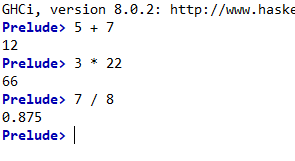 GHCi, version 8.0.2: http://www.haske
Prelude> 5 + 7
12
Prelude> 3 * 22
66
Prelude> 7 / 8
0.875
Prelude>